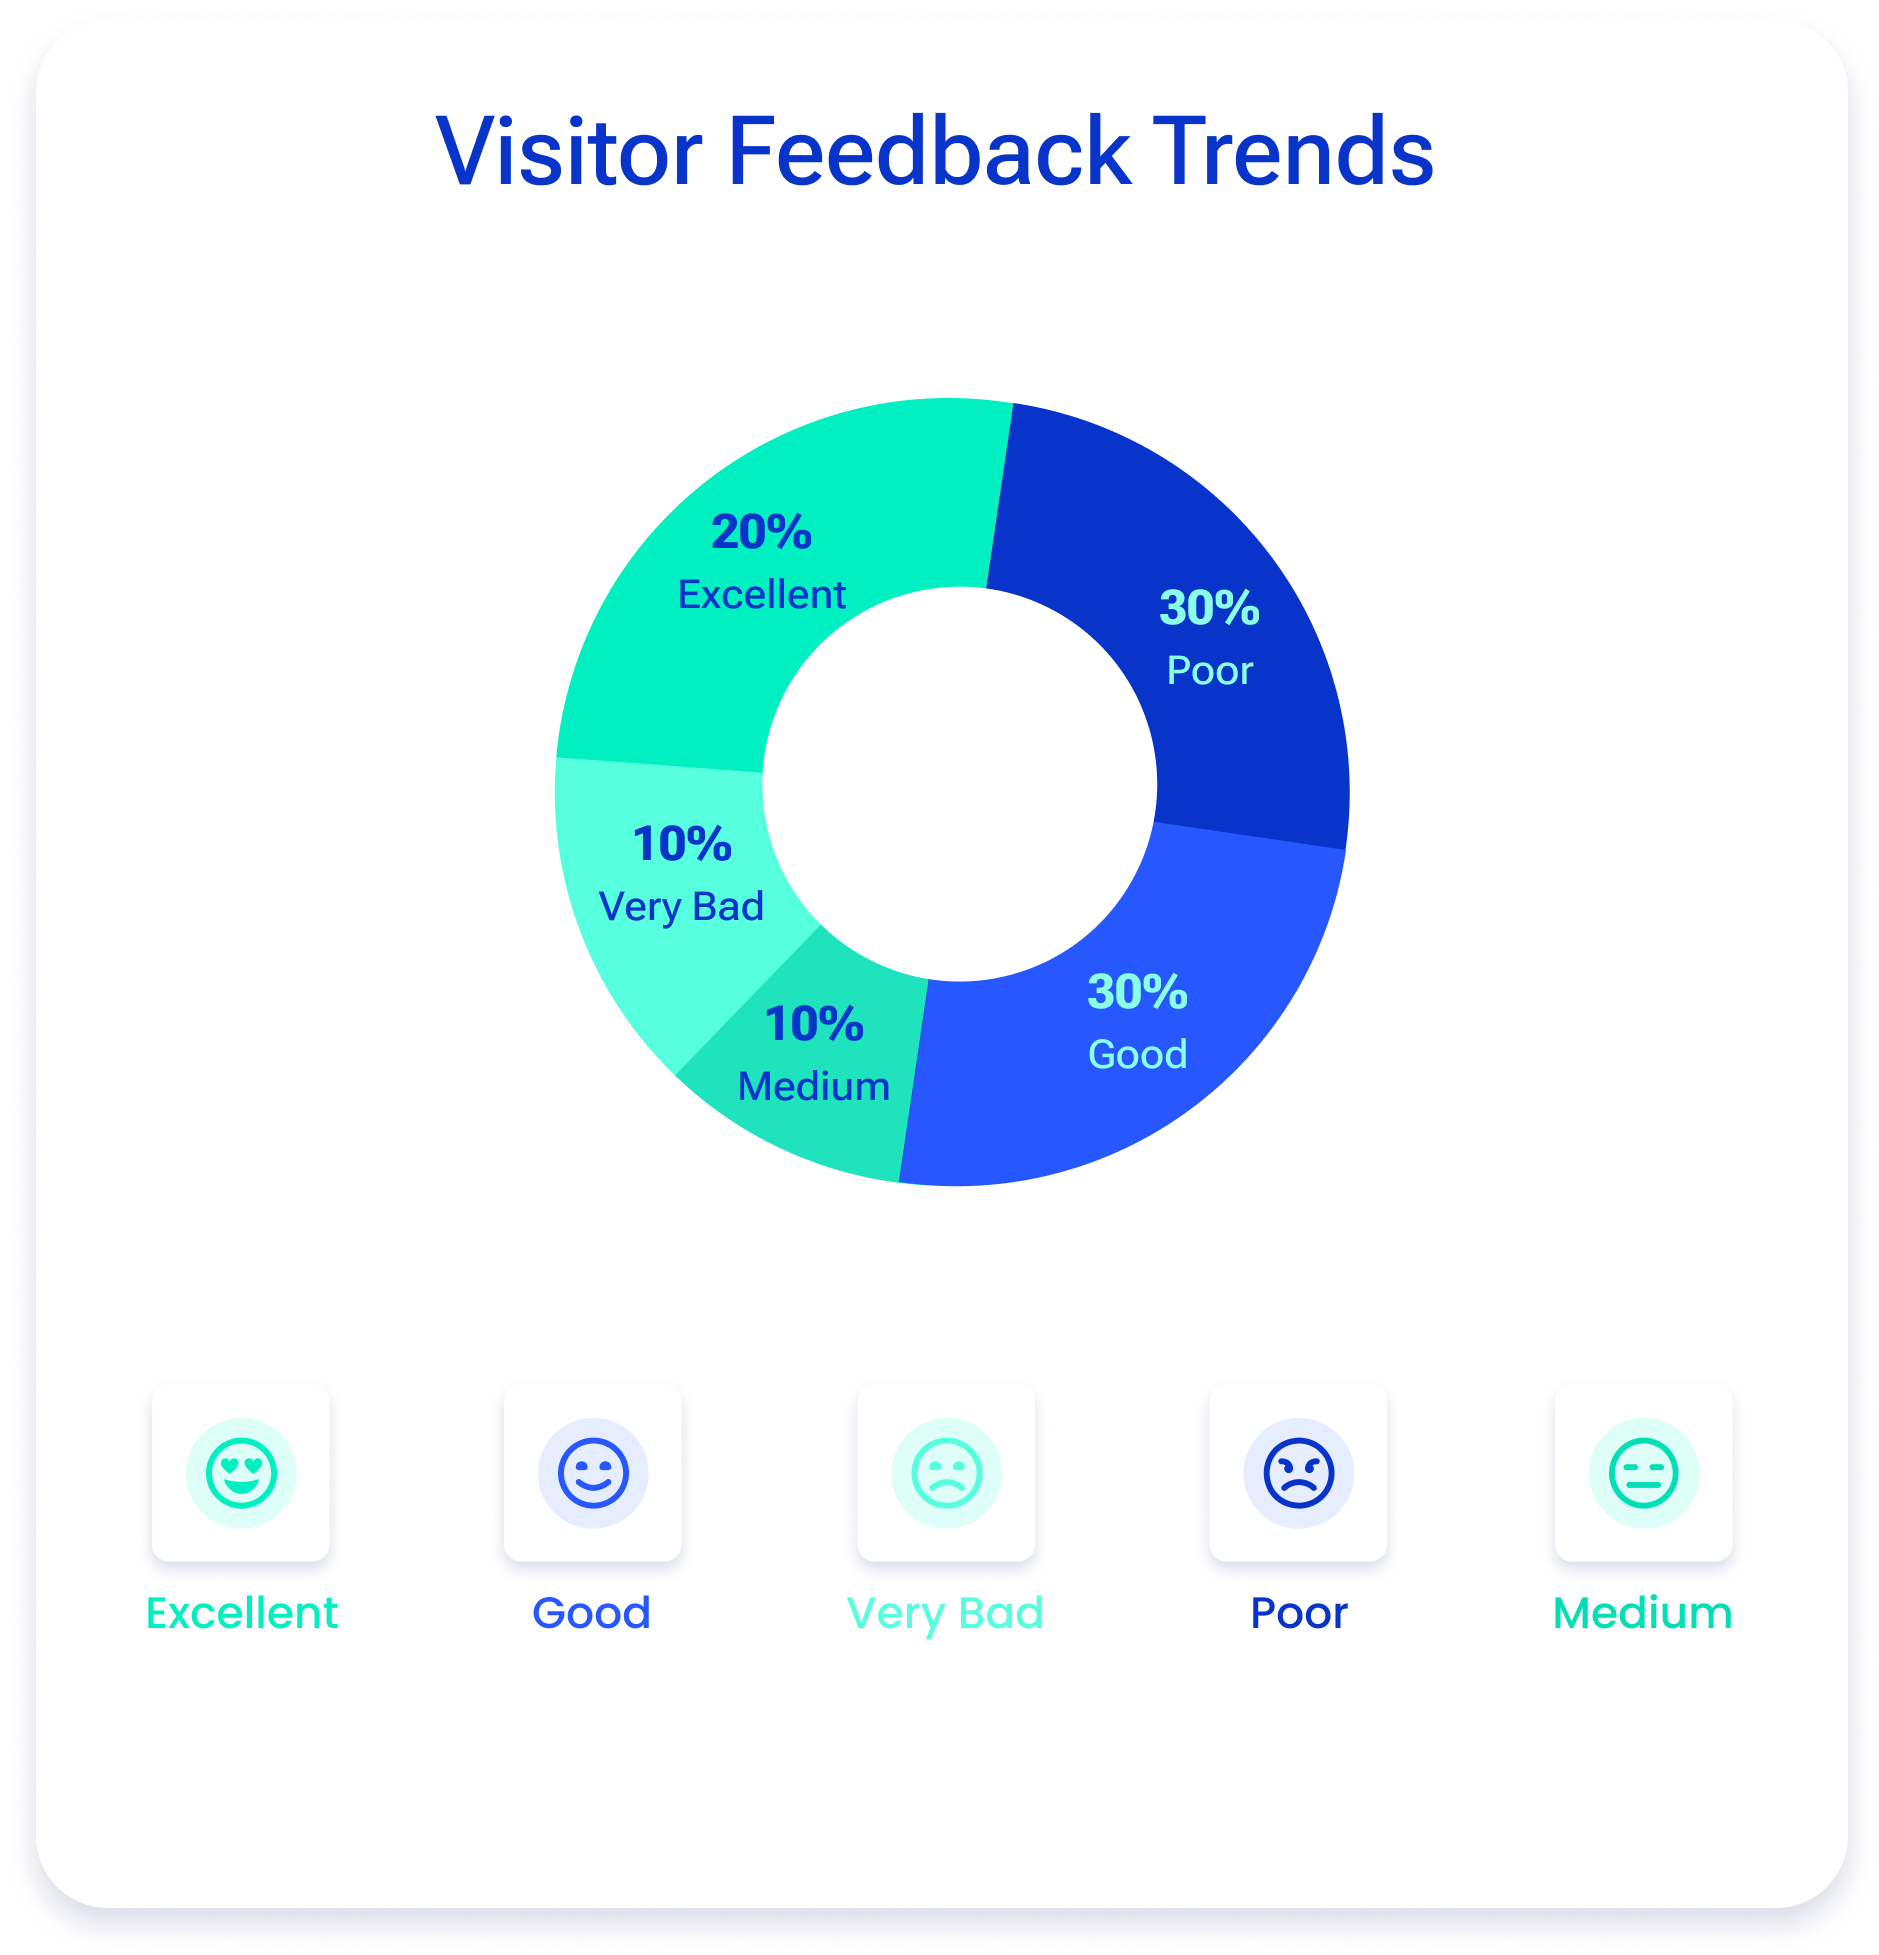 Visitor Feedback Trends
20%
Excellent
30%
Poor
10%
Very Bad
30%
Good
10%
Medium
Excellent
Good
Very Bad
Poor
Medium